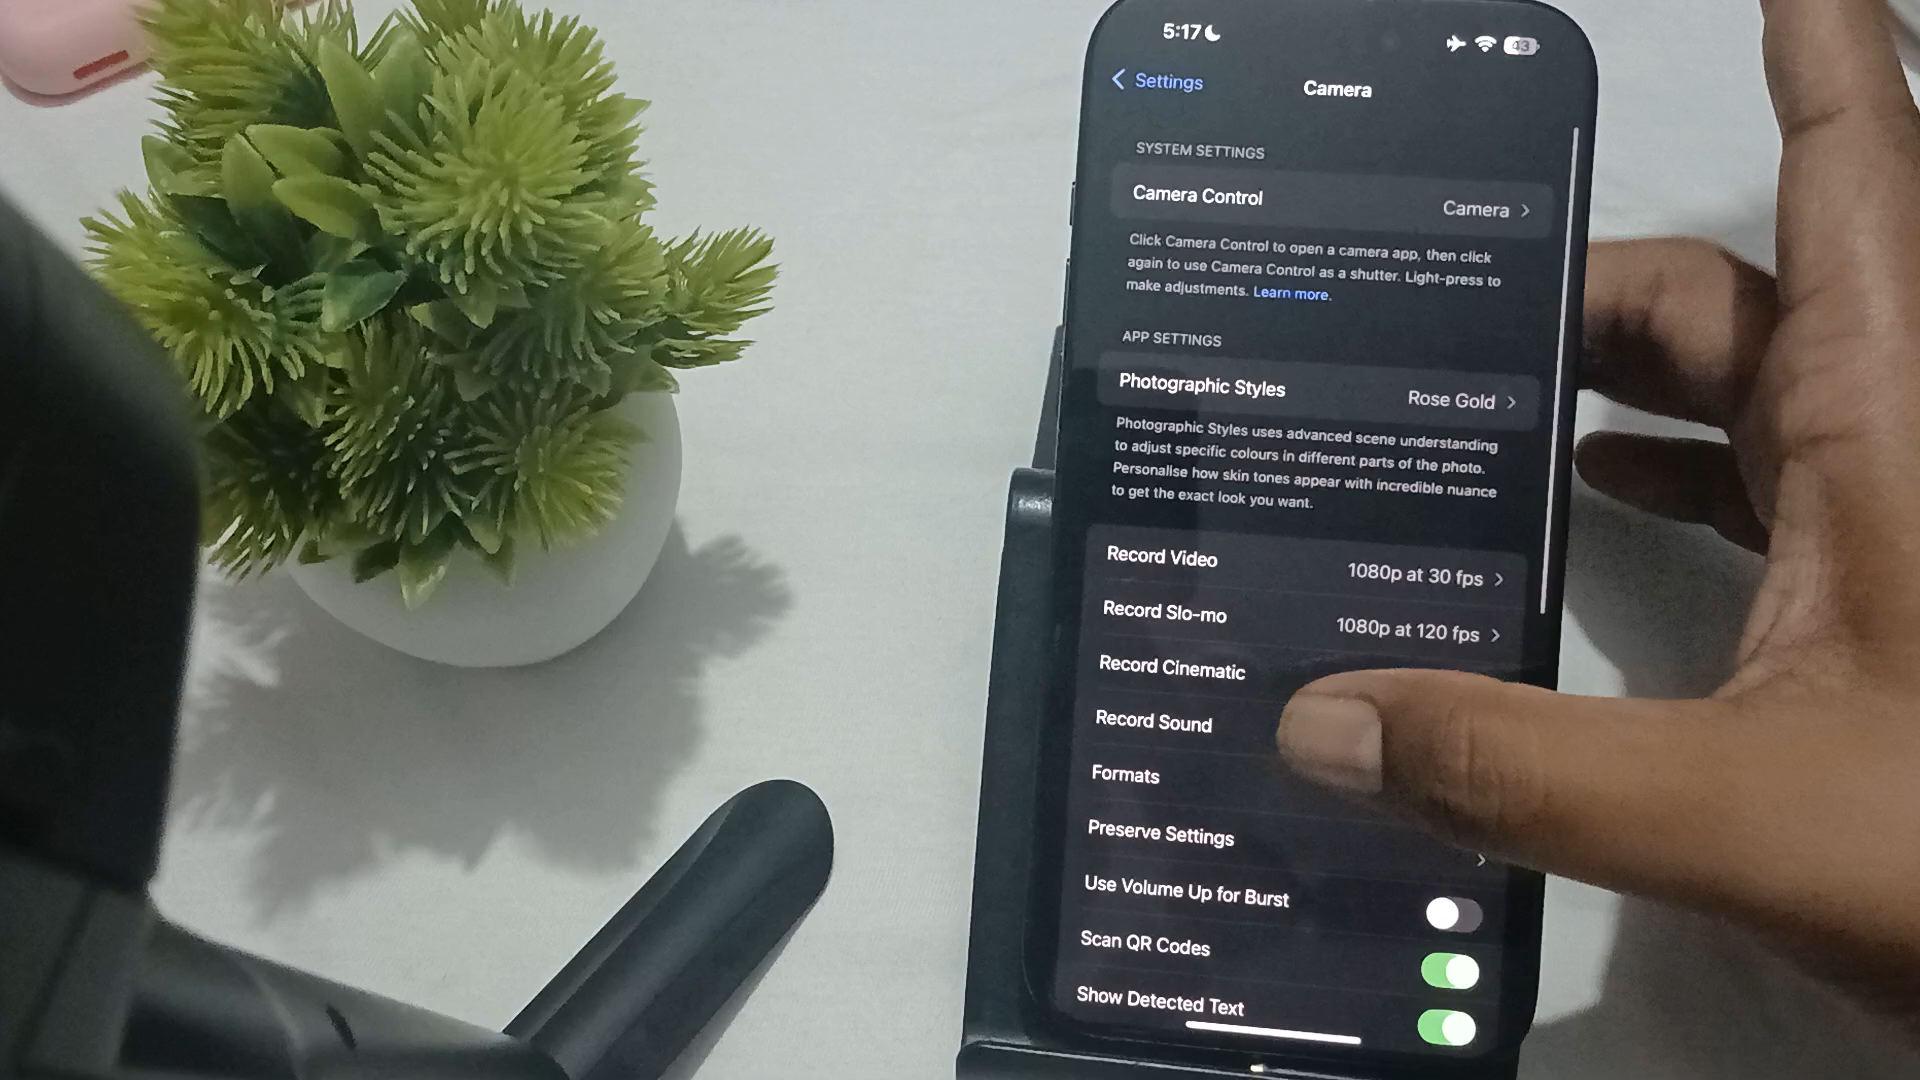 5:17
43
Settings
Camera
SYSTEM SETTINGS
Camera Control
Camera
Click Camera Control to open a camera app, then click
again to use Camera Control as a shutter. Light-press to
make adjustments. Learn more.
APP SETTINGS
Photographic Styles
Rose Gold
Photographic Styles uses advanced scene understanding
to adjust specific colours in different parts of the photo.
Personalise how skin tones appear with incredible nuance
to get the exact look you want.
Record Video
1080p at 30 fps
Record Slo-mo
1080p at 120 fps
Record Cinematic
Record Sound
Formats
Preserve Settings
Use Volume Up for Burst
Scan QR Codes
Show Detected Text